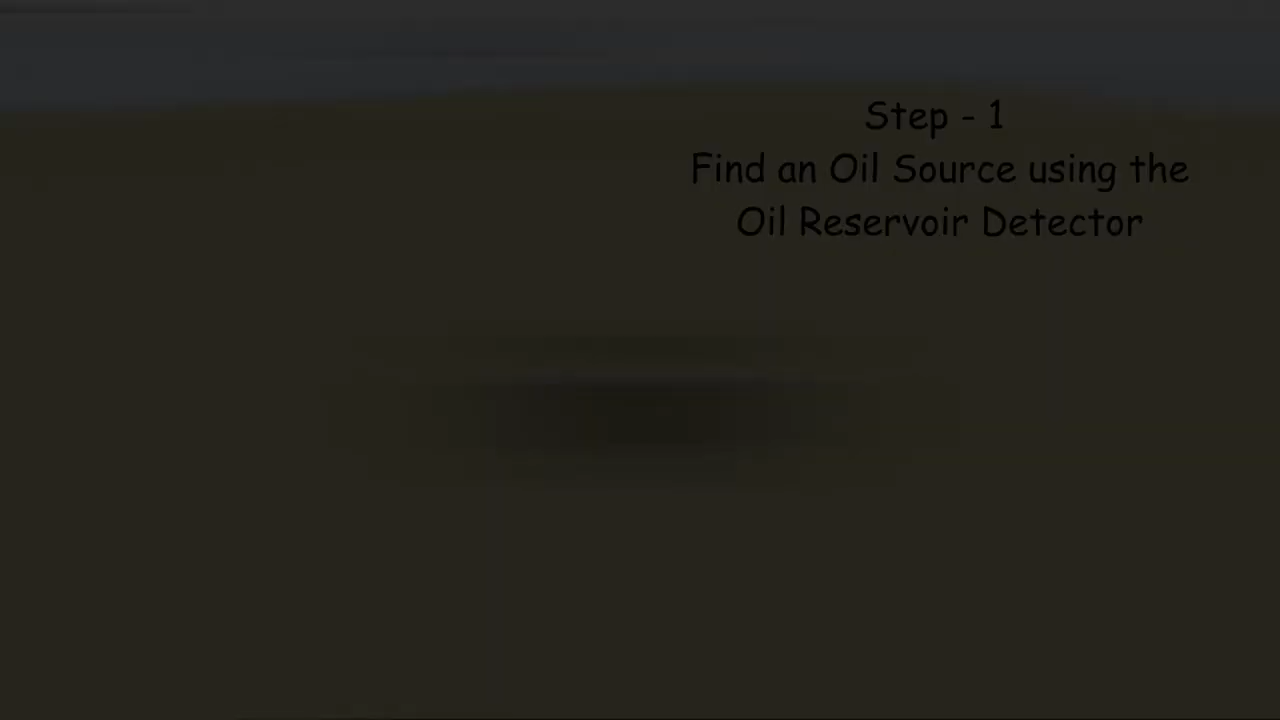 Step - 1
Find an Oil Source using the
Oil Reservoir Detector